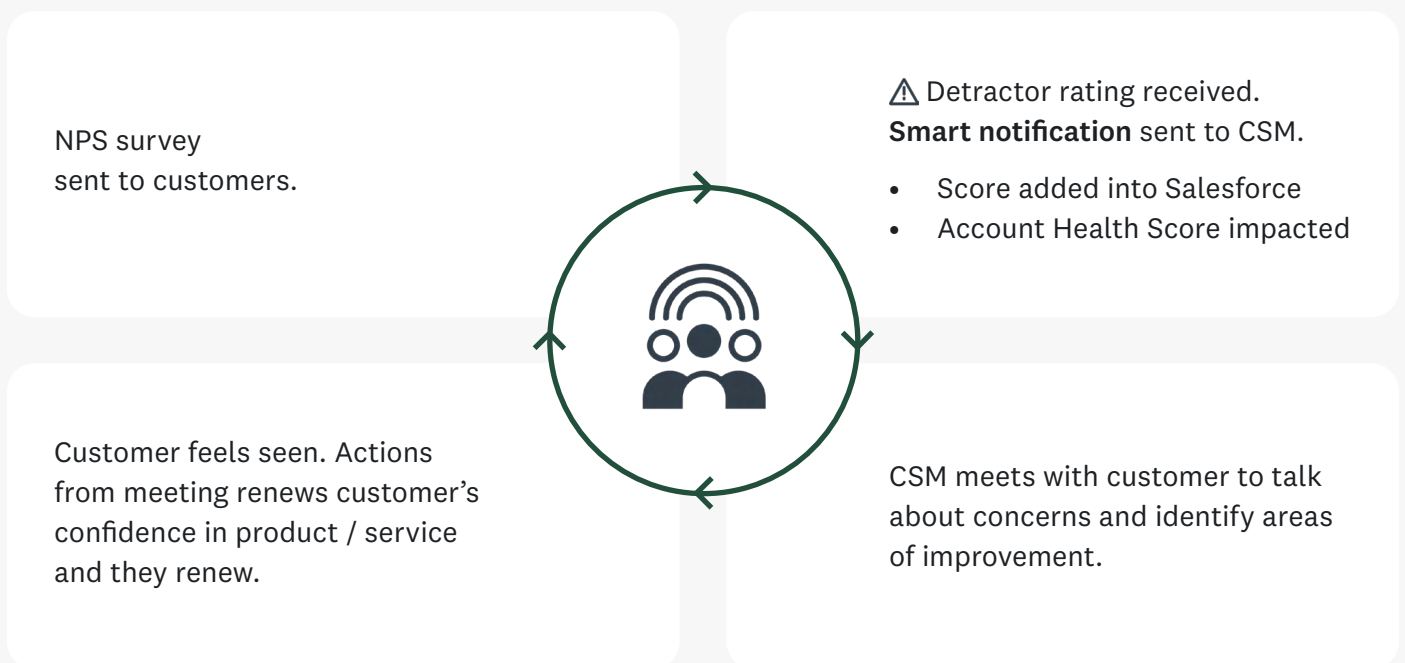 NPS survey
sent to customers.
⚠ Detractor rating received.
Smart notification sent to CSM.
• Score added into Salesforce
• Account Health Score impacted
CSM meets with customer to talk
about concerns and identify areas
of improvement.
Customer feels seen. Actions
from meeting renews customer’s
confidence in product / service
and they renew.